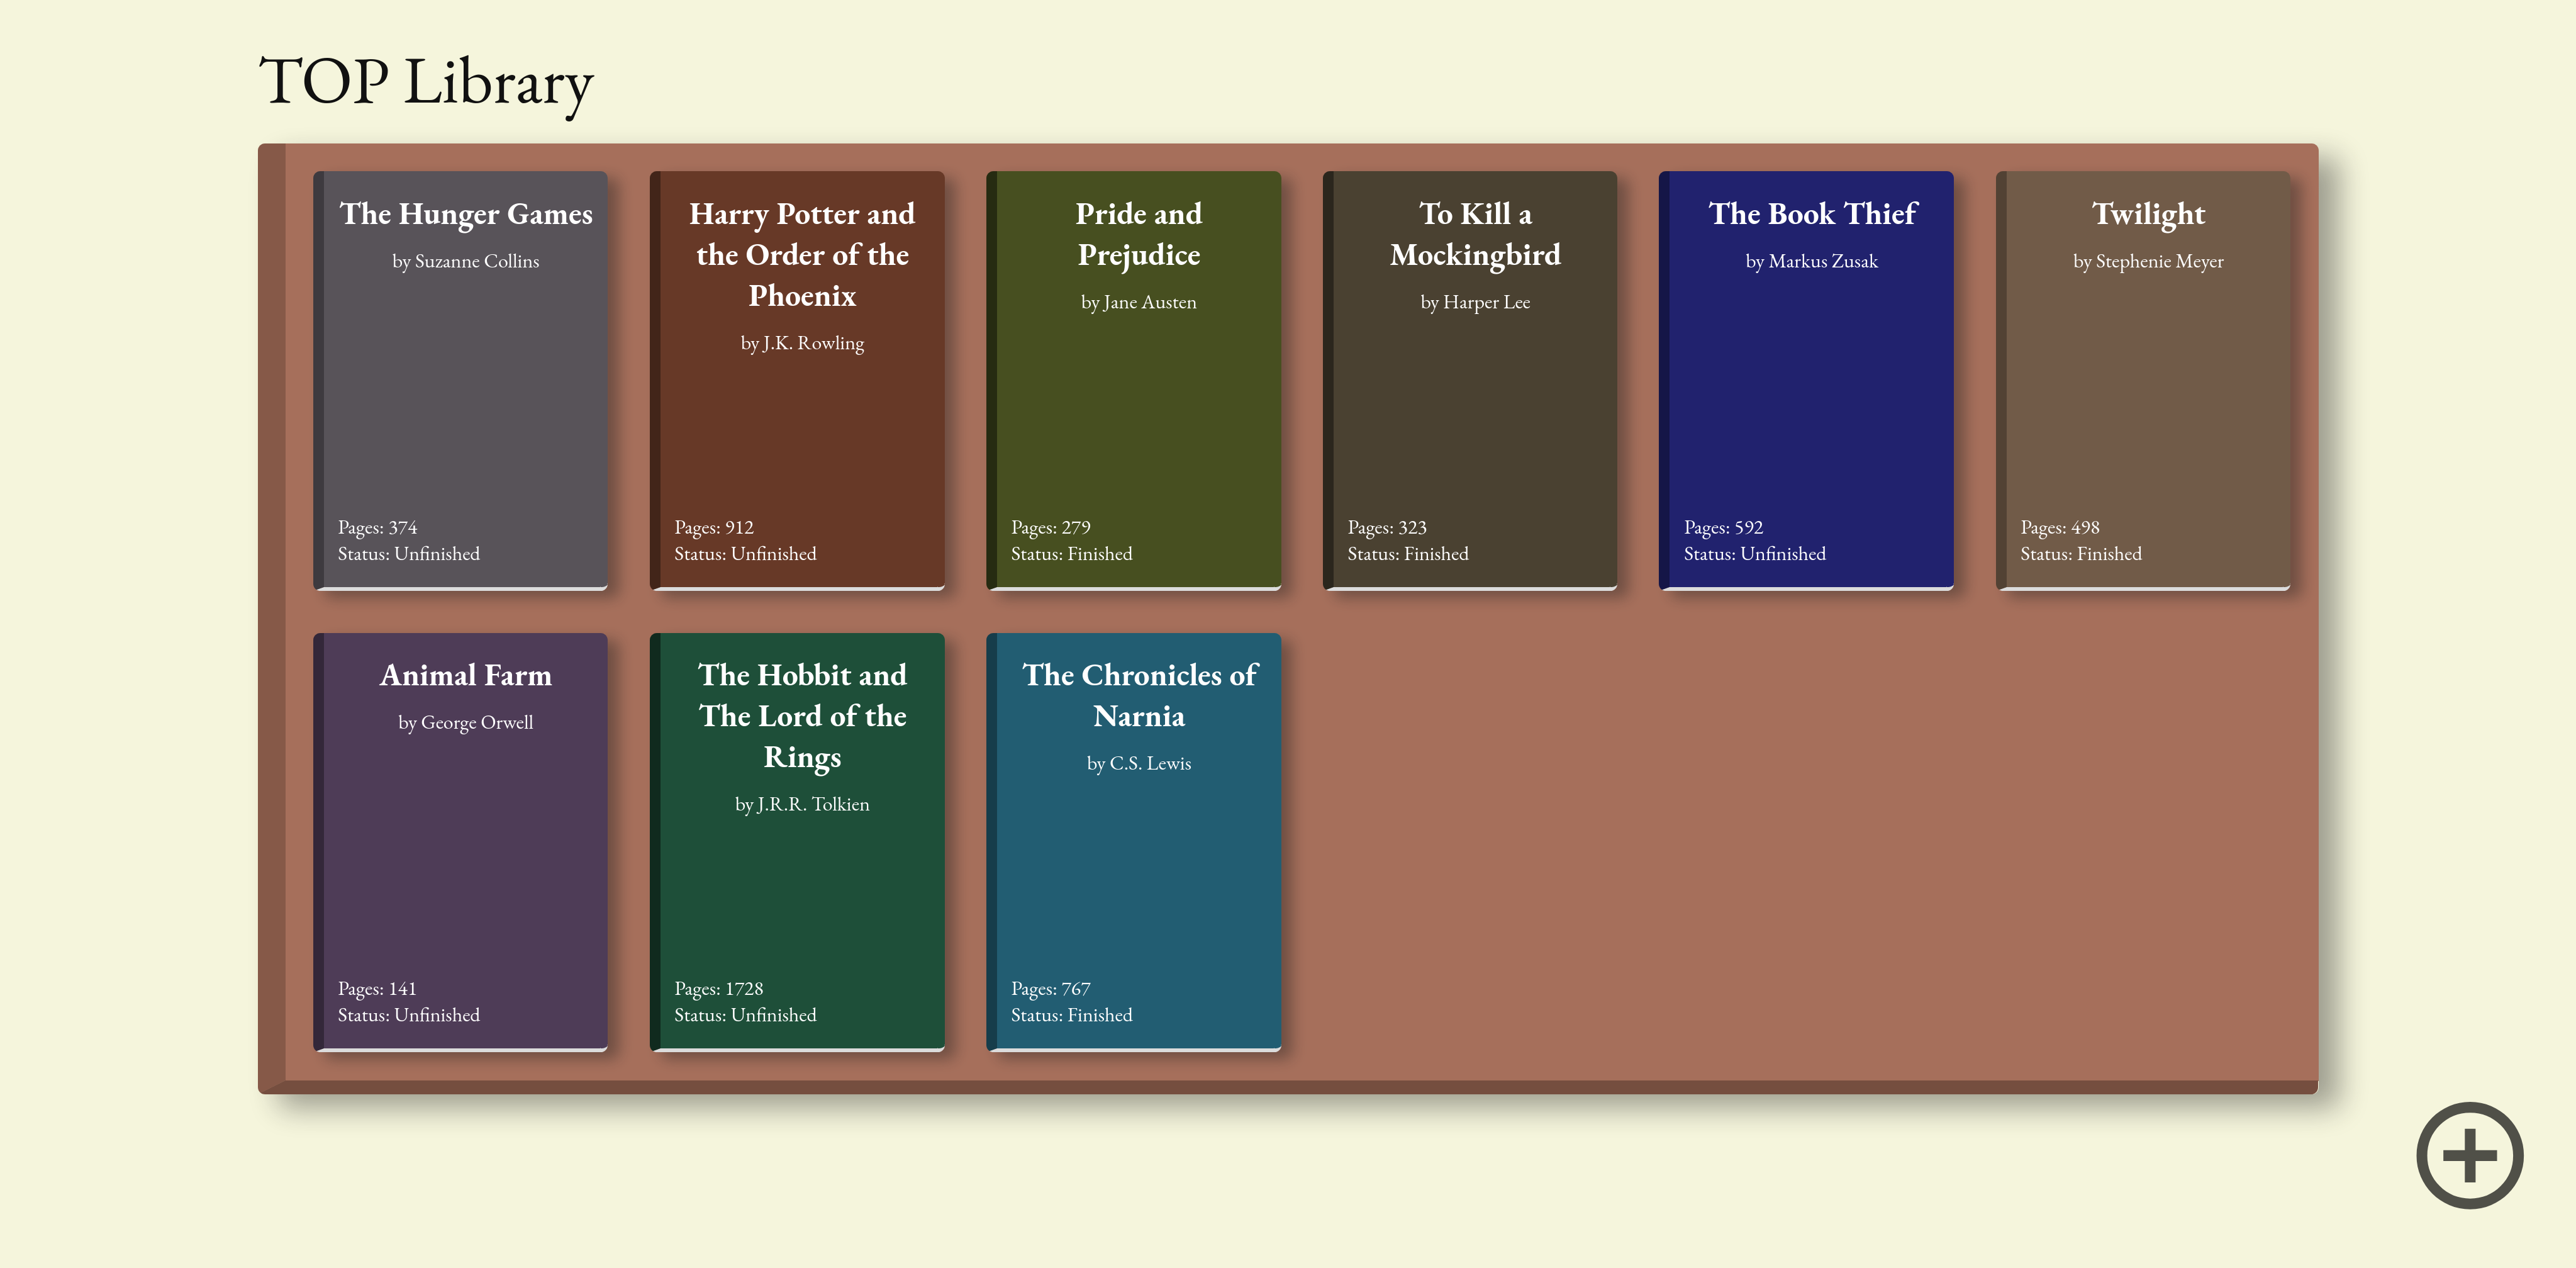 TOP Library
The Hunger Games
by Suzanne Collins
Pages: 374
Status: Unfinished
Harry Potter and
the Order of the
Phoenix
by J.K. Rowling
Pages: 912
Status: Unfinished
Pride and
Prejudice
by Jane Austen
Pages: 279
Status: Finished
To Kill a
Mockingbird
by Harper Lee
Pages: 323
Status: Finished
The Book Thief
by Markus Zusak
Pages: 592
Status: Unfinished
Twilight
by Stephenie Meyer
Pages: 498
Status: Finished
Animal Farm
by George Orwell
Pages: 141
Status: Unfinished
The Hobbit and
The Lord of the
Rings
by J.R.R. Tolkien
Pages: 1728
Status: Unfinished
The Chronicles of
Narnia
by C.S. Lewis
Pages: 767
Status: Finished